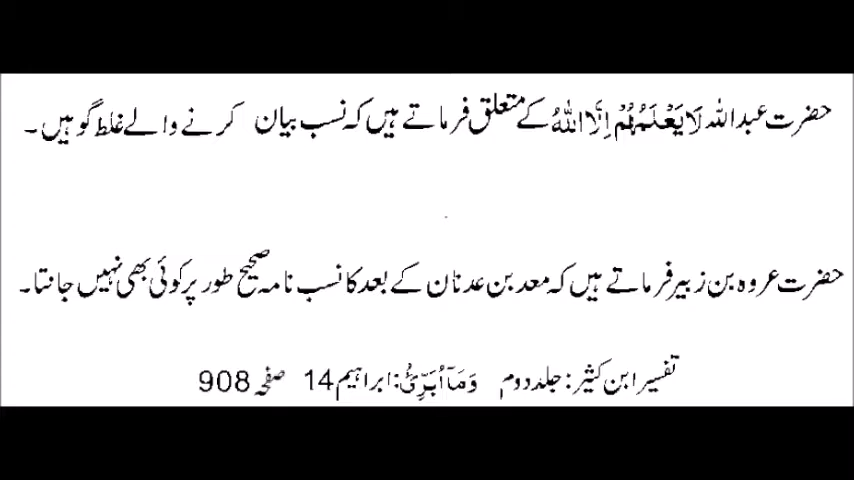 حضرت عبداللہ لَا يَعْلَمُهُمْ اِلَّا اللّٰهُ کے متعلق فرماتے ہیں کہ نسب بیان کرنے والے غلط گو ہیں۔
حضرت عروہ بن زبیر فرماتے ہیں کہ معد بن عدنان کے بعد کا نسب نامہ صحیح طور پر کوئی بھی نہیں جانتا۔
تفسیر ابن کثیر: جلد دوم وَمَآ اُبَرِّئُ: ابراہیم 14 صفحہ 908